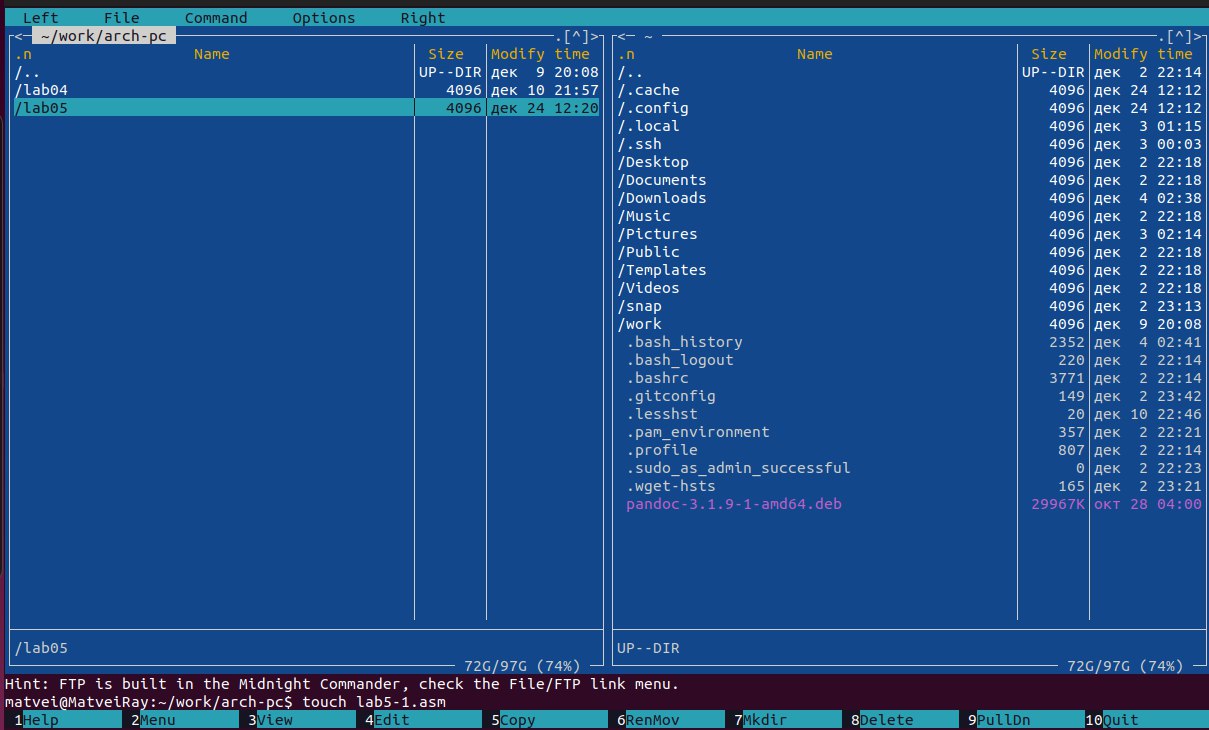 Left File Command Options Right
<─ ~/work/arch-pc .[^]>
.n Name Size Modify time
/.. UP--DIR дек 9 20:08
/lab04 4096 дек 10 21:57
/lab05 4096 дек 24 12:20
/lab05
72G/97G (74%)
<─ ~ .[^]>
.n Name Size Modify time
/.. UP--DIR дек 2 22:14
/.cache 4096 дек 24 12:12
/.config 4096 дек 24 12:12
/.local 4096 дек 3 01:15
/.ssh 4096 дек 3 00:03
/Desktop 4096 дек 2 22:18
/Documents 4096 дек 2 22:18
/Downloads 4096 дек 4 02:38
/Music 4096 дек 2 22:18
/Pictures 4096 дек 3 02:14
/Public 4096 дек 2 22:18
/Templates 4096 дек 2 22:18
/Videos 4096 дек 2 22:18
/snap 4096 дек 2 23:13
/work 4096 дек 9 20:08
.bash_history 2352 дек 4 02:41
.bash_logout 220 дек 2 22:14
.bashrc 3771 дек 2 22:14
.gitconfig 149 дек 2 23:42
.lesshst 20 дек 10 22:46
.pam_environment 357 дек 2 22:21
.profile 807 дек 2 22:14
.sudo_as_admin_successful 0 дек 2 22:23
.wget-hsts 165 дек 2 23:21
pandoc-3.1.9-1-amd64.deb 29967K окт 28 04:00
UP--DIR
72G/97G (74%)
Hint: FTP is built in the Midnight Commander, check the File/FTP link menu.
matvei@MatveiRay:~/work/arch-pc$ touch lab5-1.asm
1Help 2Menu 3View 4Edit 5Copy 6RenMov 7Mkdir 8Delete 9PullDn 10Quit